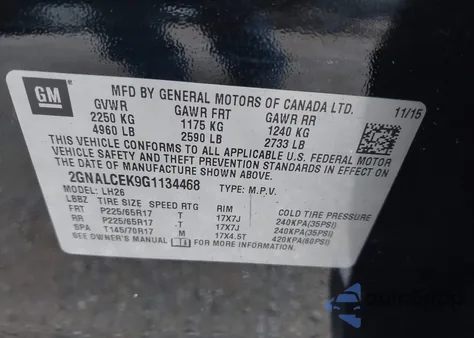 GM
MFD BY GENERAL MOTORS OF CANADA LTD.
11/15
GVWR GAWR FRT GAWR RR
2250 KG 1175 KG 1240 KG
4960 LB 2590 LB 2733 LB
THIS VEHICLE CONFORMS TO ALL APPLICABLE U.S. FEDERAL MOTOR
VEHICLE SAFETY AND THEFT PREVENTION STANDARDS IN EFFECT ON
THE DATE OF MANUFACTURE SHOWN ABOVE.
2GNALCEK9G1134468 TYPE: M.P.V.
MODEL: LH26
LBBZ TIRE SIZE SPEED RTG RIM COLD TIRE PRESSURE
FRT P225/65R17 -T 17X7J 240KPA(35PSI)
RR P225/65R17 -T 17X7J 240KPA(35PSI)
SPA T145/70R17 M 17X4.5T 420KPA(60PSI)
SEE OWNER'S MANUAL FOR MORE INFORMATION.